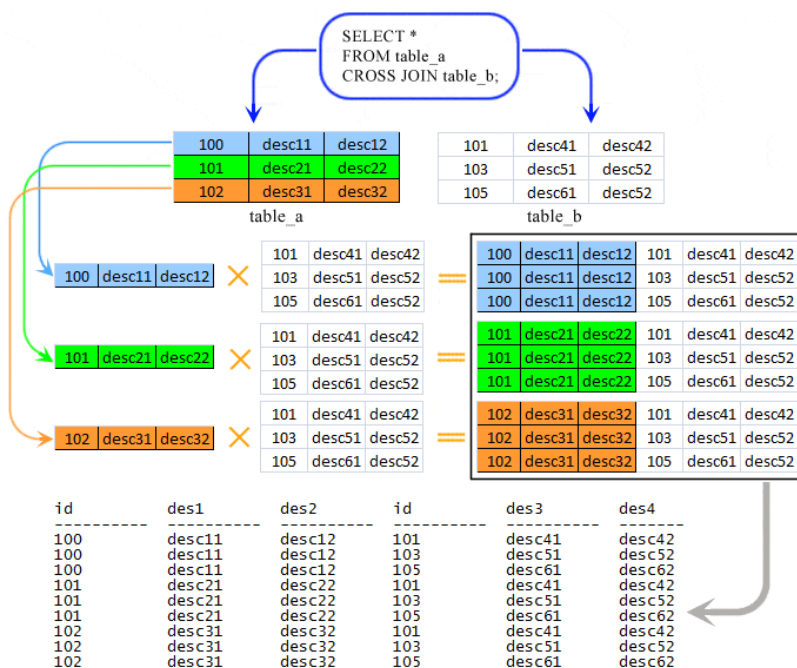 SELECT *
FROM table_a
CROSS JOIN table_b;
100 desc11 desc12 101 desc41 desc42
101 desc21 desc22 103 desc51 desc52
102 desc31 desc32 105 desc61 desc52
table_a table_b
101 desc41 desc42 100 desc11 desc12 101 desc41 desc42
100 desc11 desc12 × 103 desc51 desc52 = 100 desc11 desc12 103 desc51 desc52
105 desc61 desc52 100 desc11 desc12 105 desc61 desc52
101 desc41 desc42 101 desc21 desc22 101 desc41 desc42
101 desc21 desc22 × 103 desc51 desc52 = 101 desc21 desc22 103 desc51 desc52
105 desc61 desc52 101 desc21 desc22 105 desc61 desc52
101 desc41 desc42 102 desc31 desc32 101 desc41 desc42
102 desc31 desc32 × 103 desc51 desc52 = 102 desc31 desc32 103 desc51 desc52
105 desc61 desc52 102 desc31 desc32 105 desc61 desc52
id des1 des2 id des3 des4
---------- ---------- ---------- ---------- ---------- -------
100 desc11 desc12 101 desc41 desc42
100 desc11 desc12 103 desc51 desc52
100 desc11 desc12 105 desc61 desc62
101 desc21 desc22 101 desc41 desc42
101 desc21 desc22 103 desc51 desc52
101 desc21 desc22 105 desc61 desc62
102 desc31 desc32 101 desc41 desc42
102 desc31 desc32 103 desc51 desc52
102 desc31 desc32 105 desc61 desc62